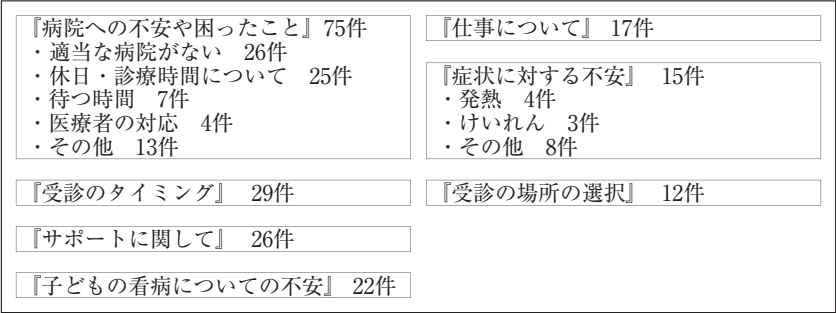 『病院への不安や困ったこと』75件
・適当な病院がない　26件
・休日・診療時間について　25件
・待つ時間　7件
・医療者の対応　4件
・その他　13件
『受診のタイミング』　29件
『サポートに関して』　26件
『子どもの看病についての不安』　22件
『仕事について』　17件
『症状に対する不安』　15件
・発熱　4件
・けいれん　3件
・その他　8件
『受診の場所の選択』　12件